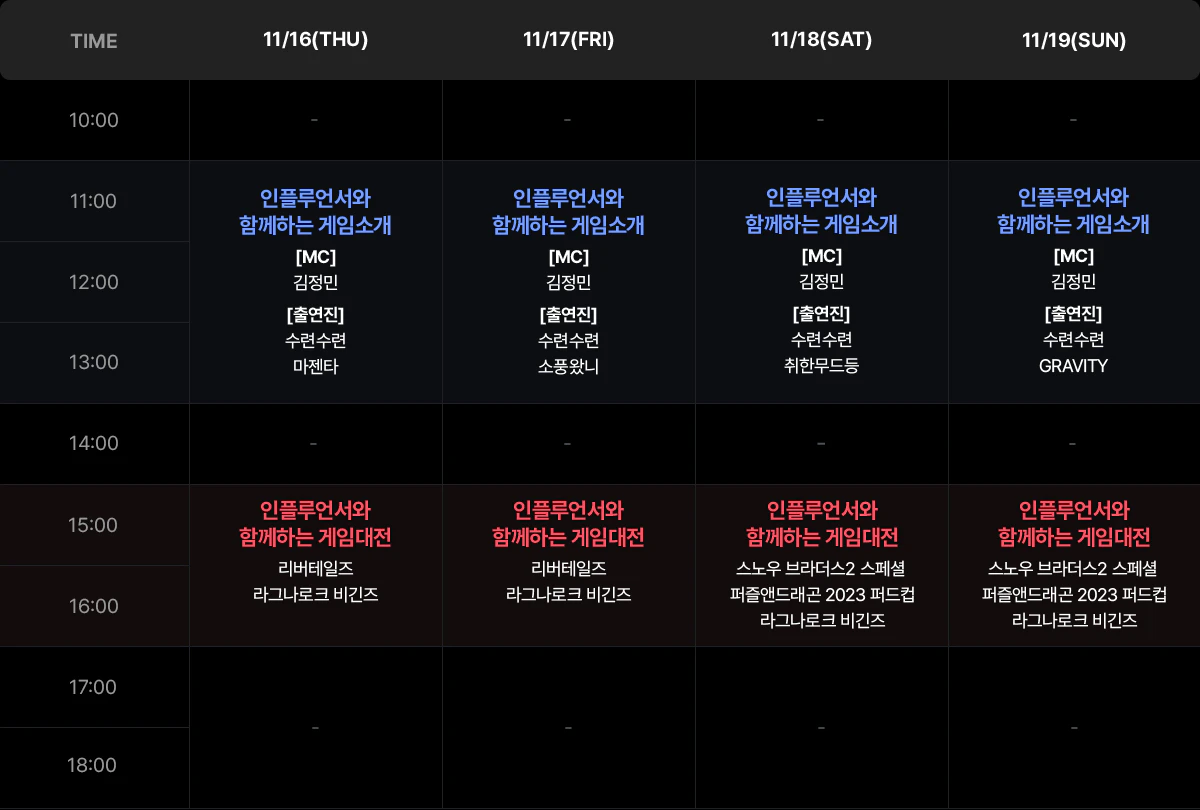 TIME
11/16(THU)
11/17(FRI)
11/18(SAT)
11/19(SUN)
10:00
-
-
-
-
11:00
12:00
13:00
인플루언서와
함께하는 게임소개
[MC]
김정민
[출연진]
수련수련
마젠타
인플루언서와
함께하는 게임소개
[MC]
김정민
[출연진]
수련수련
소풍왔니
인플루언서와
함께하는 게임소개
[MC]
김정민
[출연진]
수련수련
취한무드등
인플루언서와
함께하는 게임소개
[MC]
김정민
[출연진]
수련수련
GRAVITY
14:00
-
-
-
-
15:00
16:00
인플루언서와
함께하는 게임대전
리버테일즈
라그나로크 비긴즈
인플루언서와
함께하는 게임대전
리버테일즈
라그나로크 비긴즈
인플루언서와
함께하는 게임대전
스노우 브라더스2 스페셜
퍼즐앤드래곤 2023 퍼드컵
라그나로크 비긴즈
인플루언서와
함께하는 게임대전
스노우 브라더스2 스페셜
퍼즐앤드래곤 2023 퍼드컵
라그나로크 비긴즈
17:00
18:00
-
-
-
-